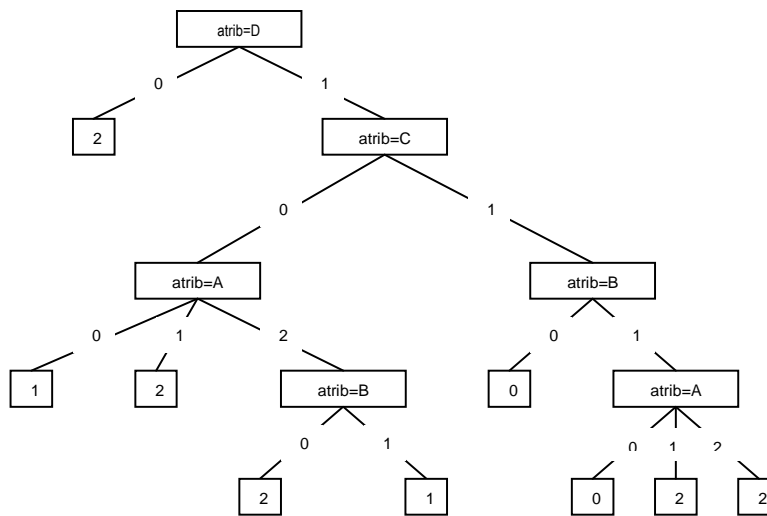 atrib=D
0 1
2 atrib=C
0 1
atrib=A atrib=B
0 1 2 0 1
1 2 atrib=B 0 atrib=A
0 1 0 1 2
2 1 0 2 2